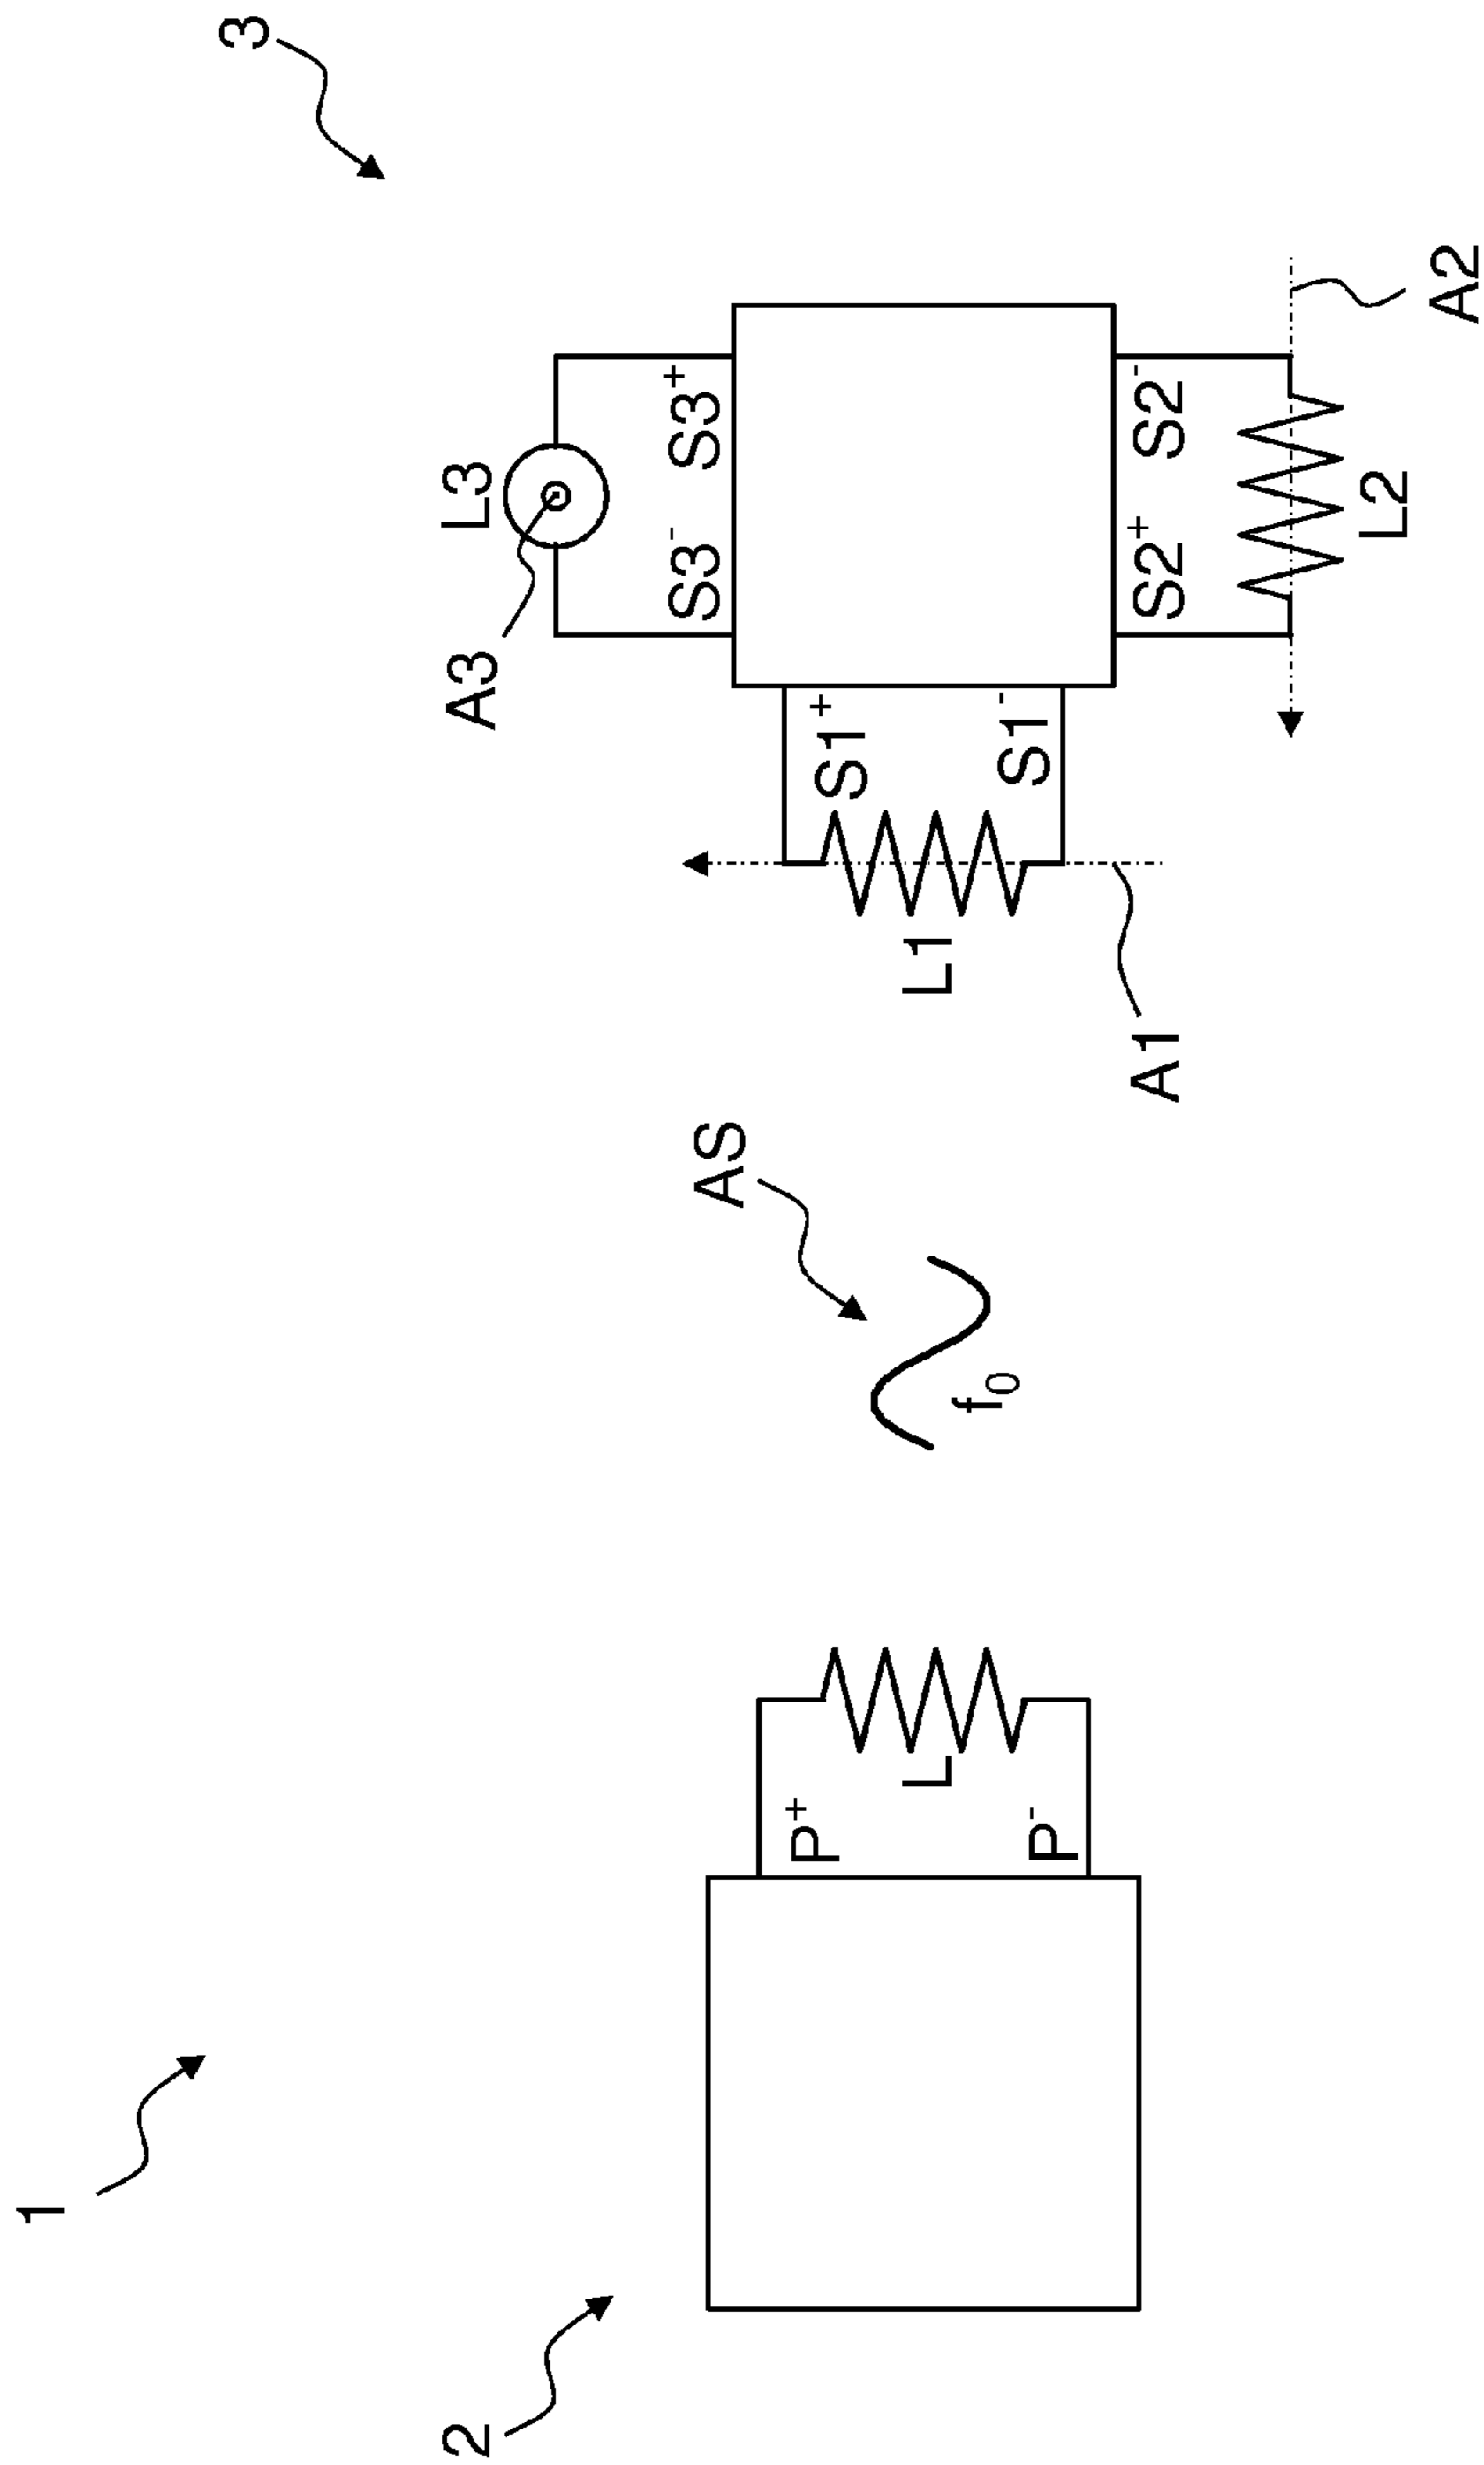 1
2
3
P⁺
P⁻
L
AS
f₀
L1
A1
S1⁺
S1⁻
A3
L3
S3⁻
S3⁺
S2⁺
S2⁻
L2
A2